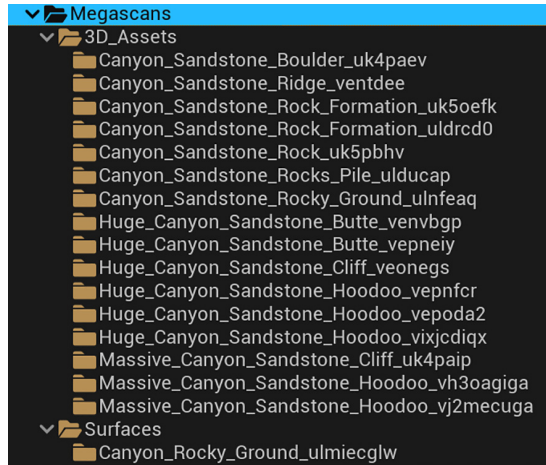 Megascans
3D_Assets
Canyon_Sandstone_Boulder_uk4paev
Canyon_Sandstone_Ridge_ventdee
Canyon_Sandstone_Rock_Formation_uk5oefk
Canyon_Sandstone_Rock_Formation_uldrcd0
Canyon_Sandstone_Rock_uk5pbhv
Canyon_Sandstone_Rocks_Pile_ulducap
Canyon_Sandstone_Rocky_Ground_ulnfeaq
Huge_Canyon_Sandstone_Butte_venvbgp
Huge_Canyon_Sandstone_Butte_vepneiy
Huge_Canyon_Sandstone_Cliff_veonegs
Huge_Canyon_Sandstone_Hoodoo_vepnfcr
Huge_Canyon_Sandstone_Hoodoo_vepoda2
Huge_Canyon_Sandstone_Hoodoo_vixjcdiqx
Massive_Canyon_Sandstone_Cliff_uk4paip
Massive_Canyon_Sandstone_Hoodoo_vh3oagiga
Massive_Canyon_Sandstone_Hoodoo_vj2mecuga
Surfaces
Canyon_Rocky_Ground_ulmiecglw